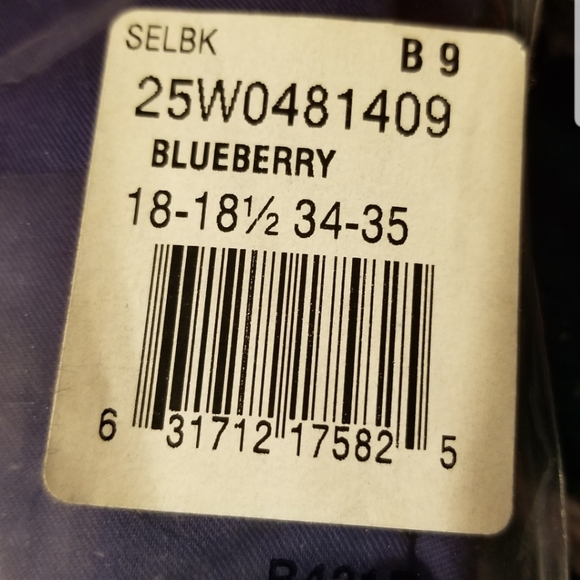 SELBK
B 9
25W0481409
BLUEBERRY
18-18½ 34-35
6 31712 17582 5